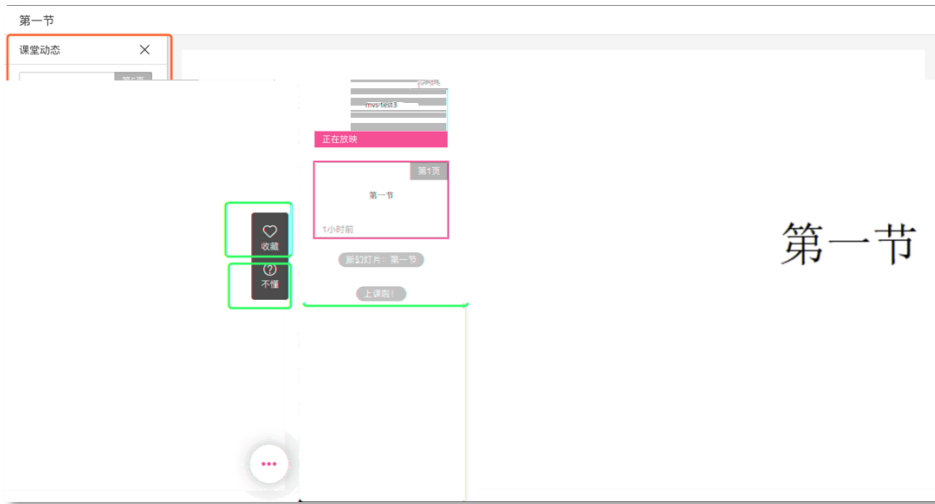 第一节
课堂动态
mvs-test3
正在放映
第1页
第一节
1小时前
新幻灯片：第一节
上课啦！
收藏
不懂
第一节